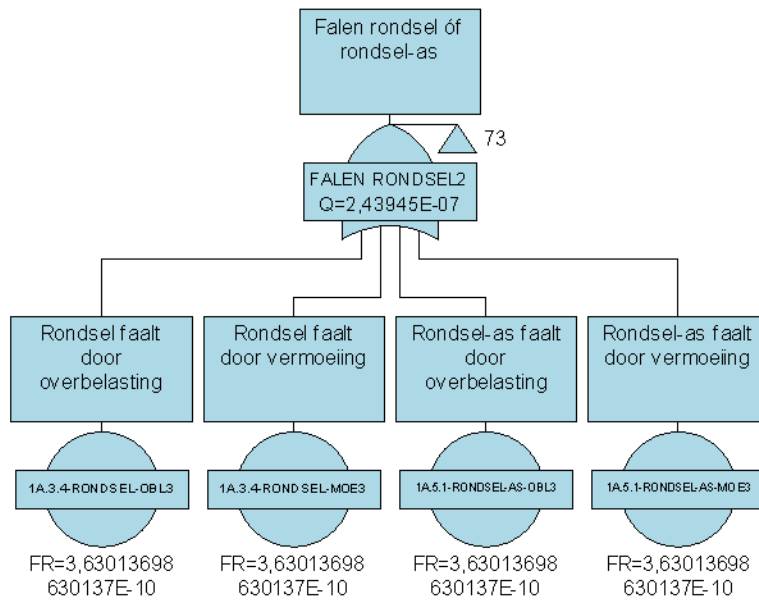 Falen rondsel óf
rondsel-as
73
FALEN RONDSEL2
Q=2,43945E-07
Rondsel faalt
door
overbelasting
Rondsel faalt
door vermoeiing
Rondsel-as faalt
door
overbelasting
Rondsel-as faalt
door vermoeiing
1A.3.4-RONDSEL-OBL3
1A.3.4-RONDSEL-MOE3
1A.5.1-RONDSEL-AS-OBL3
1A.5.1-RONDSEL-AS-MOE3
FR=3,63013698
630137E-10
FR=3,63013698
630137E-10
FR=3,63013698
630137E-10
FR=3,63013698
630137E-10